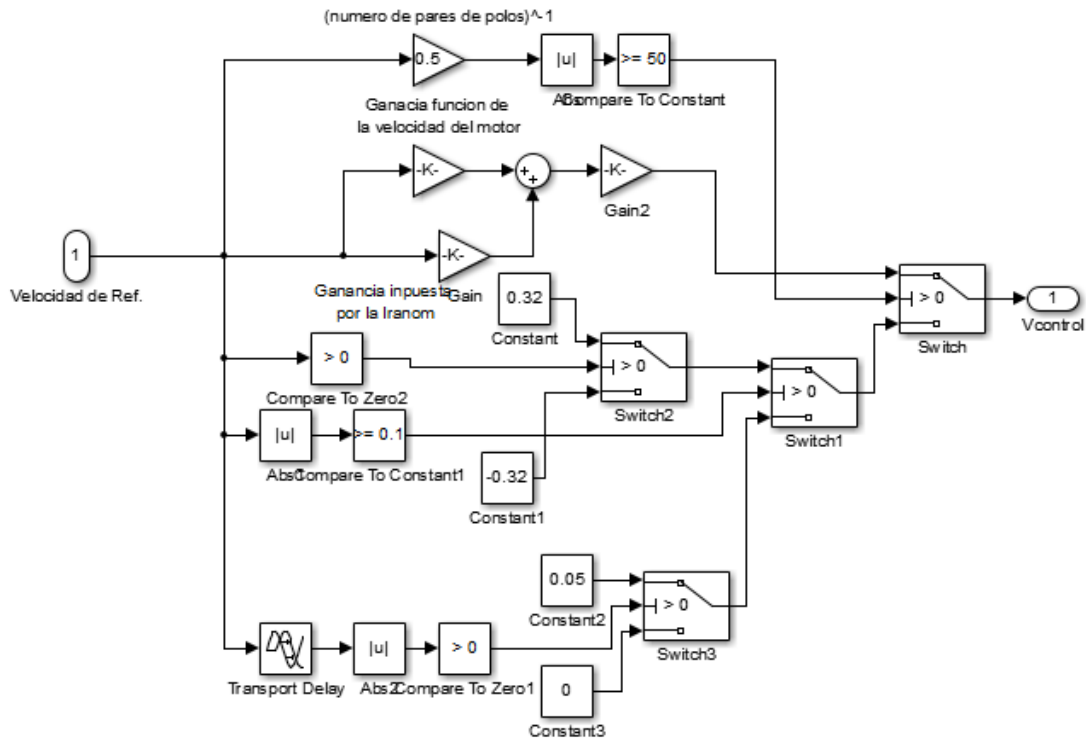 (numero de pares de polos)^-1
0.5
|u|
>= 50
Abs
Compare To Constant
Ganacia funcion de
la velocidad del motor
-K-
+
+
-K-
Gain2
1
Velocidad de Ref.
-K-
Gain
Ganancia inpuesta
por la Iranom
0.32
Constant
> 0
Switch
1
Vcontrol
> 0
Compare To Zero2
> 0
Switch2
> 0
Switch1
|u|
Abs1
>= 0.1
Compare To Constant1
-0.32
Constant1
0.05
Constant2
> 0
Switch3
Transport Delay
|u|
Abs2
> 0
Compare To Zero1
0
Constant3